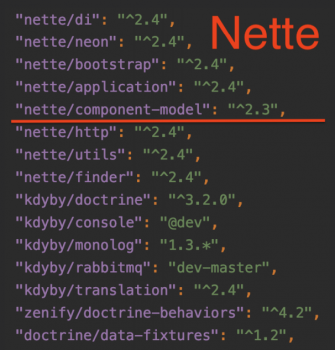 "nette/di": "^2.4",
Nette
"nette/neon": "^2.4",
"nette/bootstrap": "^2.4",
"nette/application": "^2.4",
"nette/component-model": "^2.3",
"nette/http": "^2.4",
"nette/utils": "^2.4",
"nette/finder": "^2.4",
"kdyby/doctrine": "^3.2.0",
"kdyby/console": "@dev",
"kdyby/monolog": "1.3.*",
"kdyby/rabbitmq": "dev-master",
"kdyby/translation": "^2.4",
"zenify/doctrine-behaviors": "^4.2",
"doctrine/data-fixtures": "^1.2",